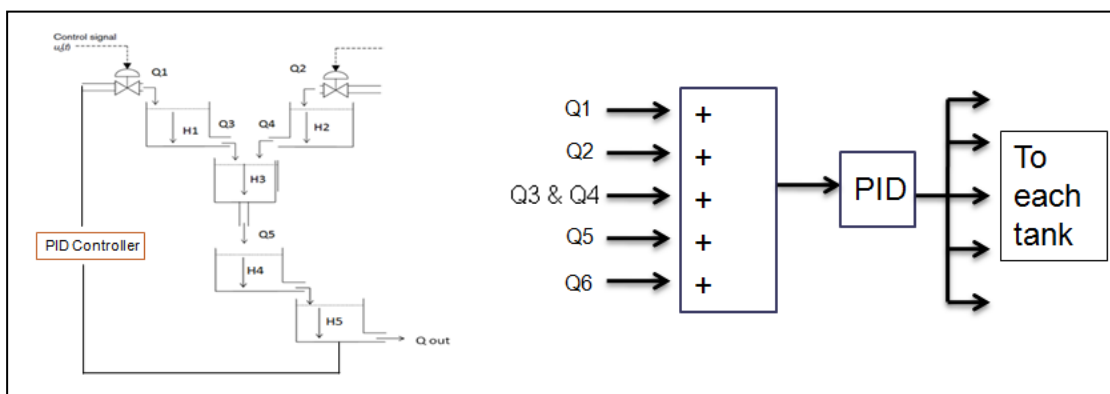 Control signal
u(t)
Q1
Q2
H1
Q3
Q4
H2
H3
PID Controller
Q5
H4
H5
Q out
Q1
+
Q2
+
Q3 & Q4
+
Q5
+
Q6
+
PID
To
each
tank